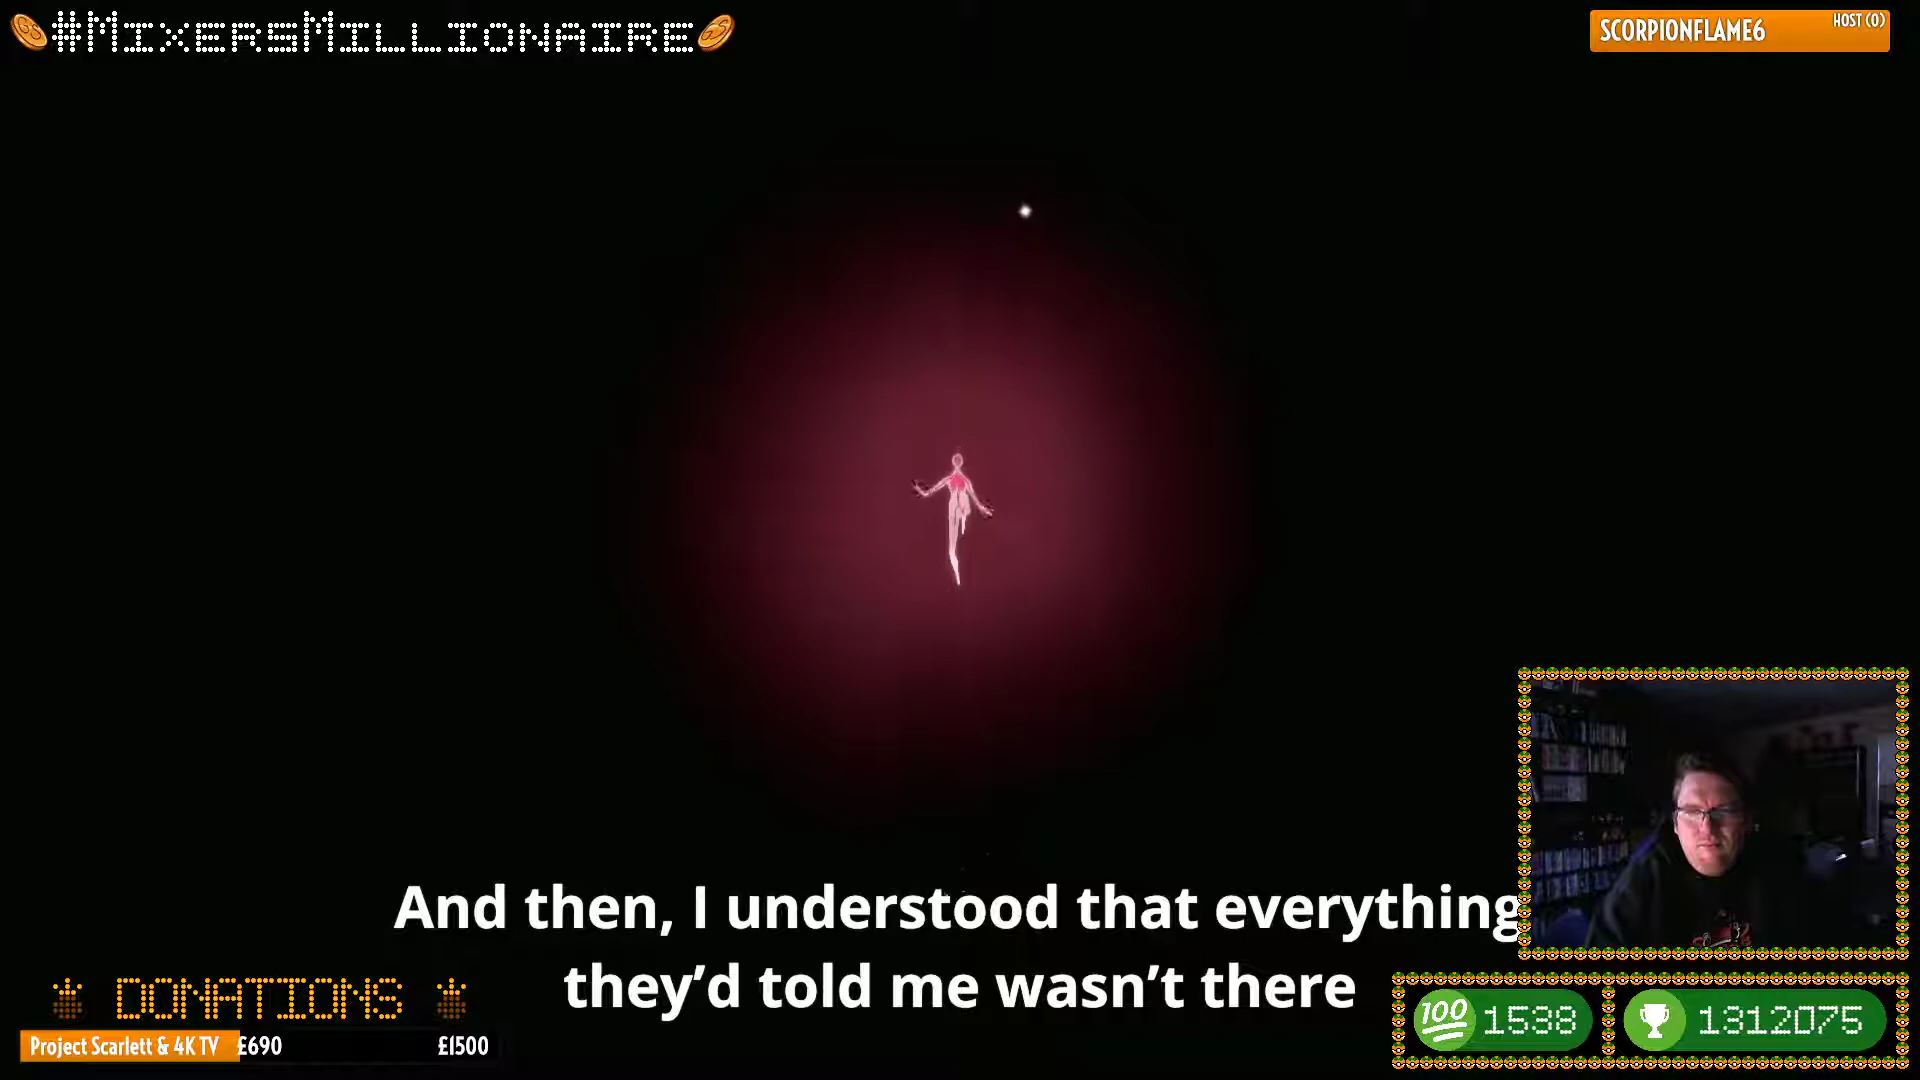 #MixersMillionaire
SCORPIONFLAME6
HOST (0)
And then, I understood that everything
they’d told me wasn’t there
DONATIONS
Project Scarlett & 4K TV £690 £1500
100 1538
1312075